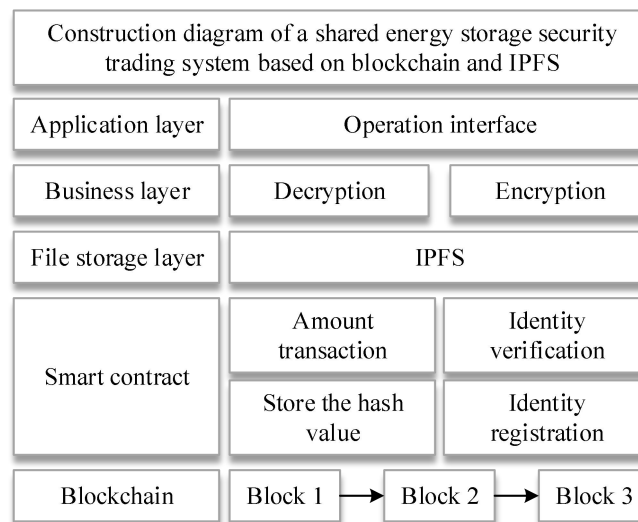 Construction diagram of a shared energy storage security
trading system based on blockchain and IPFS
Application layer
Operation interface
Business layer
Decryption
Encryption
File storage layer
IPFS
Smart contract
Amount
transaction
Identity
verification
Store the hash
value
Identity
registration
Blockchain
Block 1
Block 2
Block 3